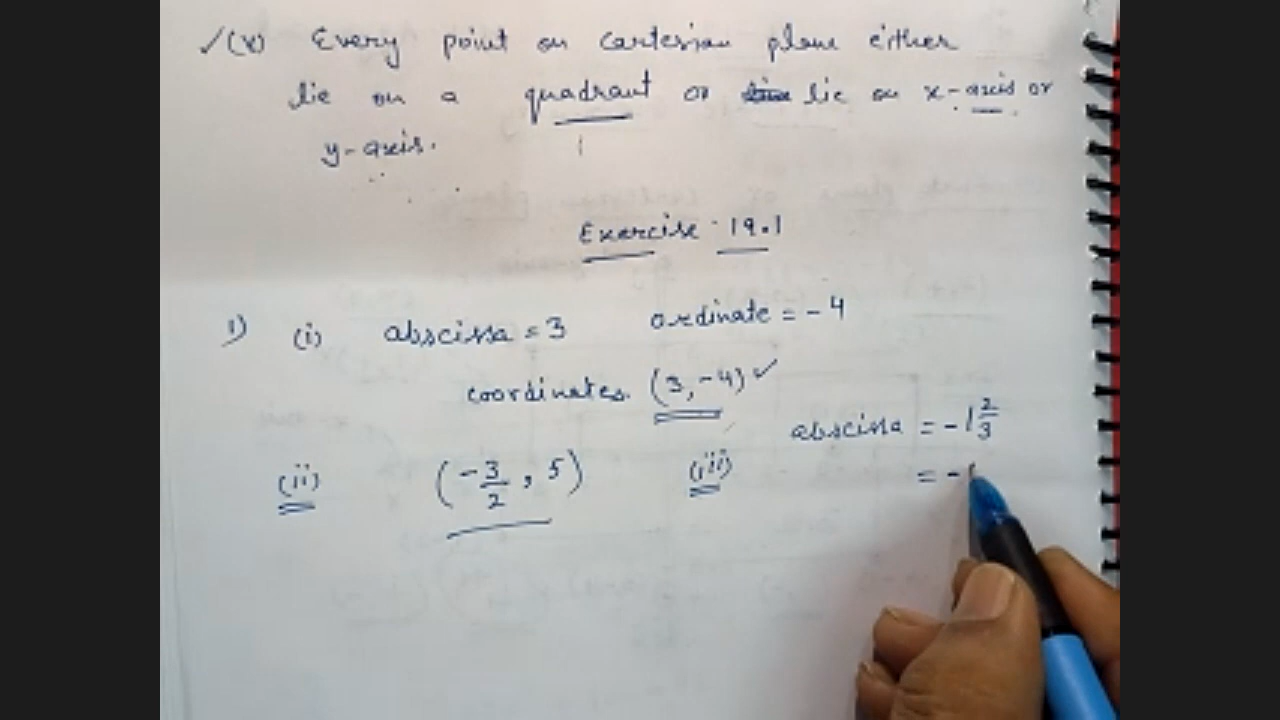 ✓(v) Every point on cartesian plane either
lie on a quadrant or lie on x-axis or
y-axis.
Exercise 19.1
1) (i) abscissa = 3 ordinate = -4
coordinates (3, -4) ✓
(ii) (-3/2, 5) (iii) abscissa = -1 2/3
= -